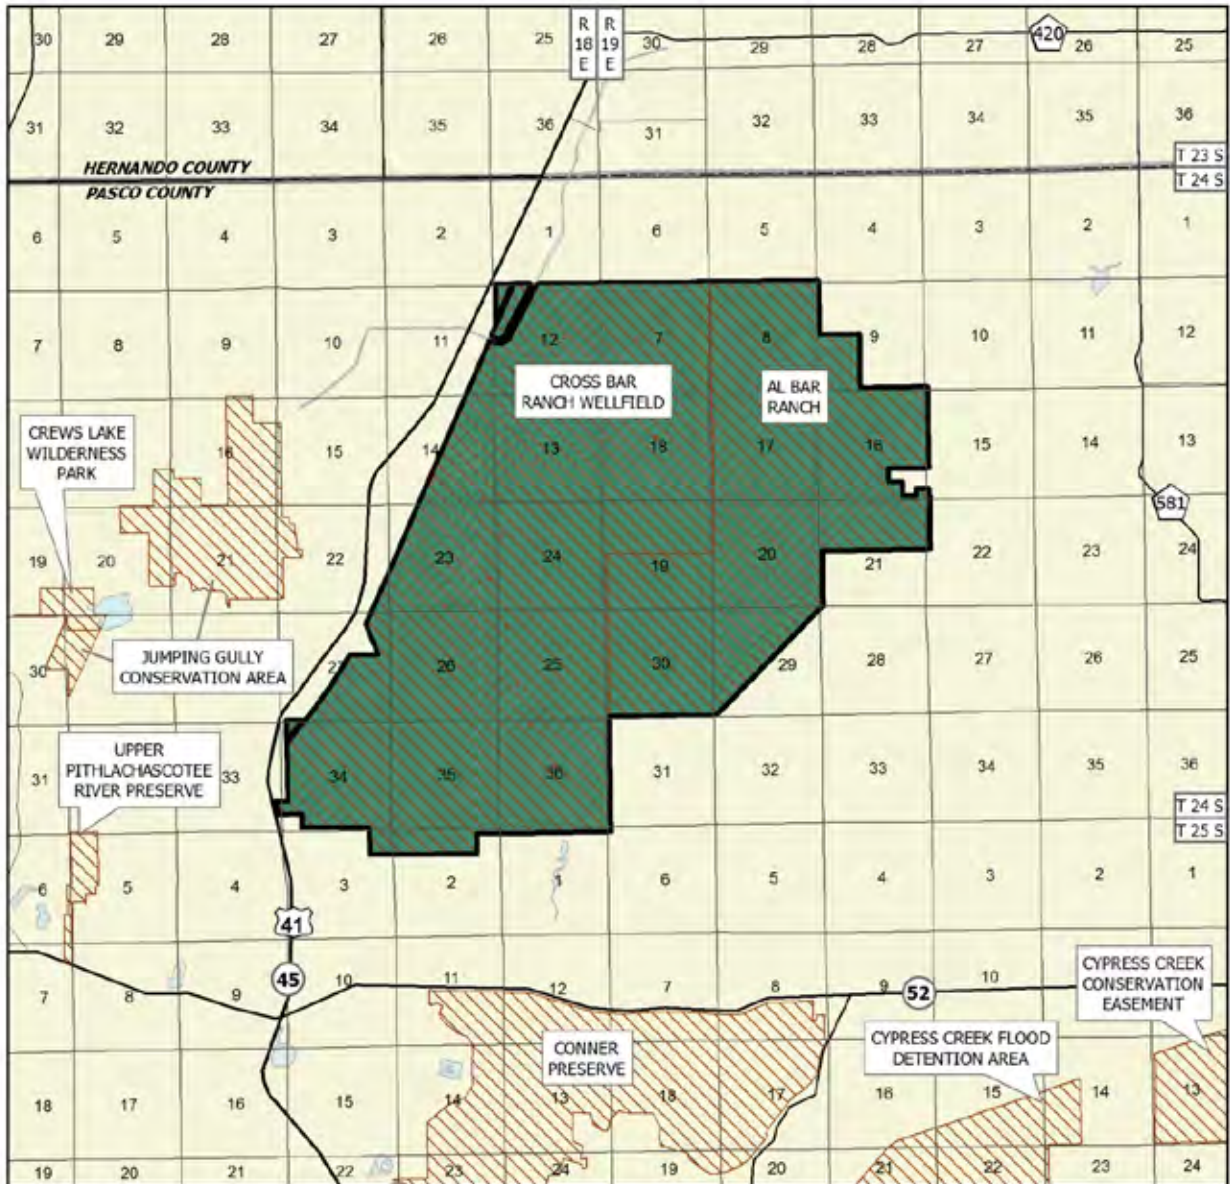 30 29 28 27 26 25 R 18 E R 19 E 30 29 28 27 420 26 25
31 32 33 34 35 36 31 32 33 34 35 36
T 23 S
HERNANDO COUNTY
PASCO COUNTY
T 24 S
6 5 4 3 2 1 6 5 4 3 2 1
7 8 9 10 11 12 7 8 9 10 11 12
CROSS BAR
RANCH WELLFIELD
AL BAR
RANCH
CREWS LAKE
WILDERNESS
PARK
16 15 14 13 18 17 16 15 14 13
581
19 20 21 22 23 24 19 20 21 22 23 24
JUMPING GULLY
CONSERVATION AREA
30 27 26 25 30 29 28 27 26 25
UPPER
PITHLACHASCOTEE
RIVER PRESERVE
31 33 34 35 36 31 32 33 34 35 36
T 24 S
T 25 S
6 5 4 3 2 1 6 5 4 3 2 1
41
45
52
7 8 9 10 11 12 7 8 9 10
CYPRESS CREEK
CONSERVATION
EASEMENT
CONNER
PRESERVE
CYPRESS CREEK FLOOD
DETENTION AREA
18 17 16 15 14 13 18 17 16 15 14 13
19 20 21 22 23 24 19 20 21 22 23 24